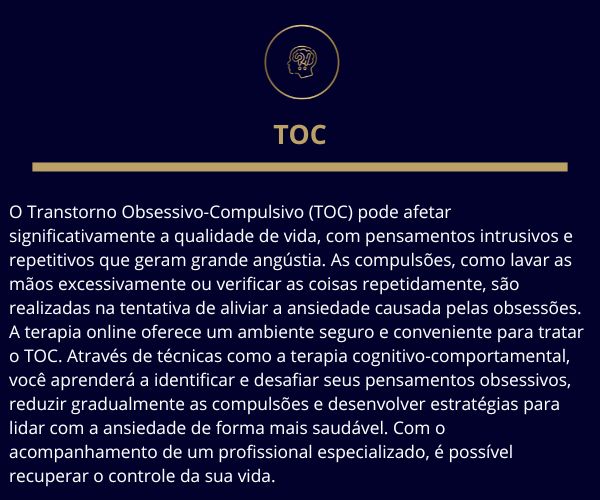 TOC
O Transtorno Obsessivo-Compulsivo (TOC) pode afetar
significativamente a qualidade de vida, com pensamentos intrusivos e
repetitivos que geram grande angústia. As compulsões, como lavar as
mãos excessivamente ou verificar as coisas repetidamente, são
realizadas na tentativa de aliviar a ansiedade causada pelas obsessões.
A terapia online oferece um ambiente seguro e conveniente para tratar
o TOC. Através de técnicas como a terapia cognitivo-comportamental,
você aprenderá a identificar e desafiar seus pensamentos obsessivos,
reduzir gradualmente as compulsões e desenvolver estratégias para
lidar com a ansiedade de forma mais saudável. Com o
acompanhamento de um profissional especializado, é possível
recuperar o controle da sua vida.